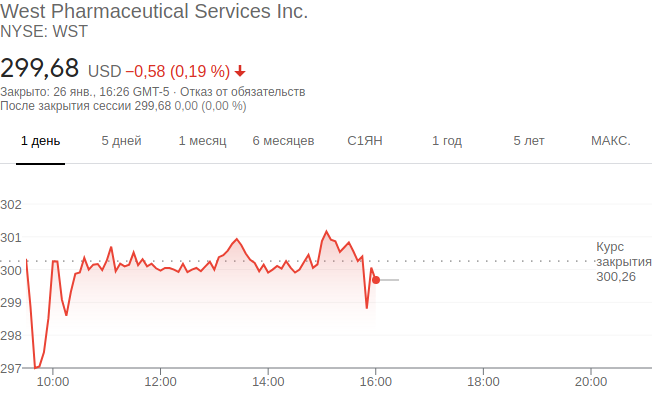 West Pharmaceutical Services Inc.
NYSE: WST
299,68 USD −0,58 (0,19 %)
Закрыто: 26 янв., 16:26 GMT-5 · Отказ от обязательств
После закрытия сессии 299,68 0,00 (0,00 %)
1 день 5 дней 1 месяц 6 месяцев С1ЯН 1 год 5 лет МАКС.
302
301
Курс
закрытия
300,26
300
299
298
297
10:00 12:00 14:00 16:00 18:00 20:00